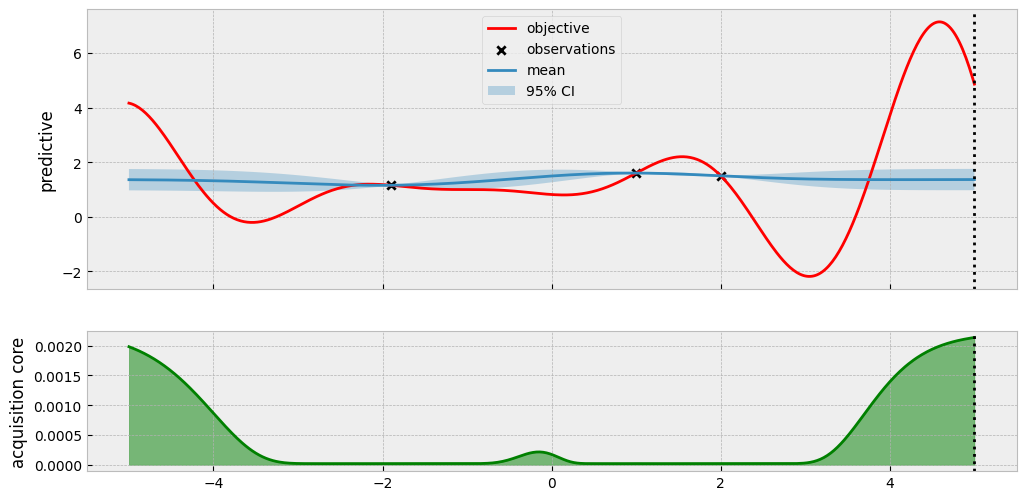 objective
observations
mean
95% CI
predictive
6
4
2
0
−2
acquisition core
0.0020
0.0015
0.0010
0.0005
0.0000
−4 −2 0 2 4